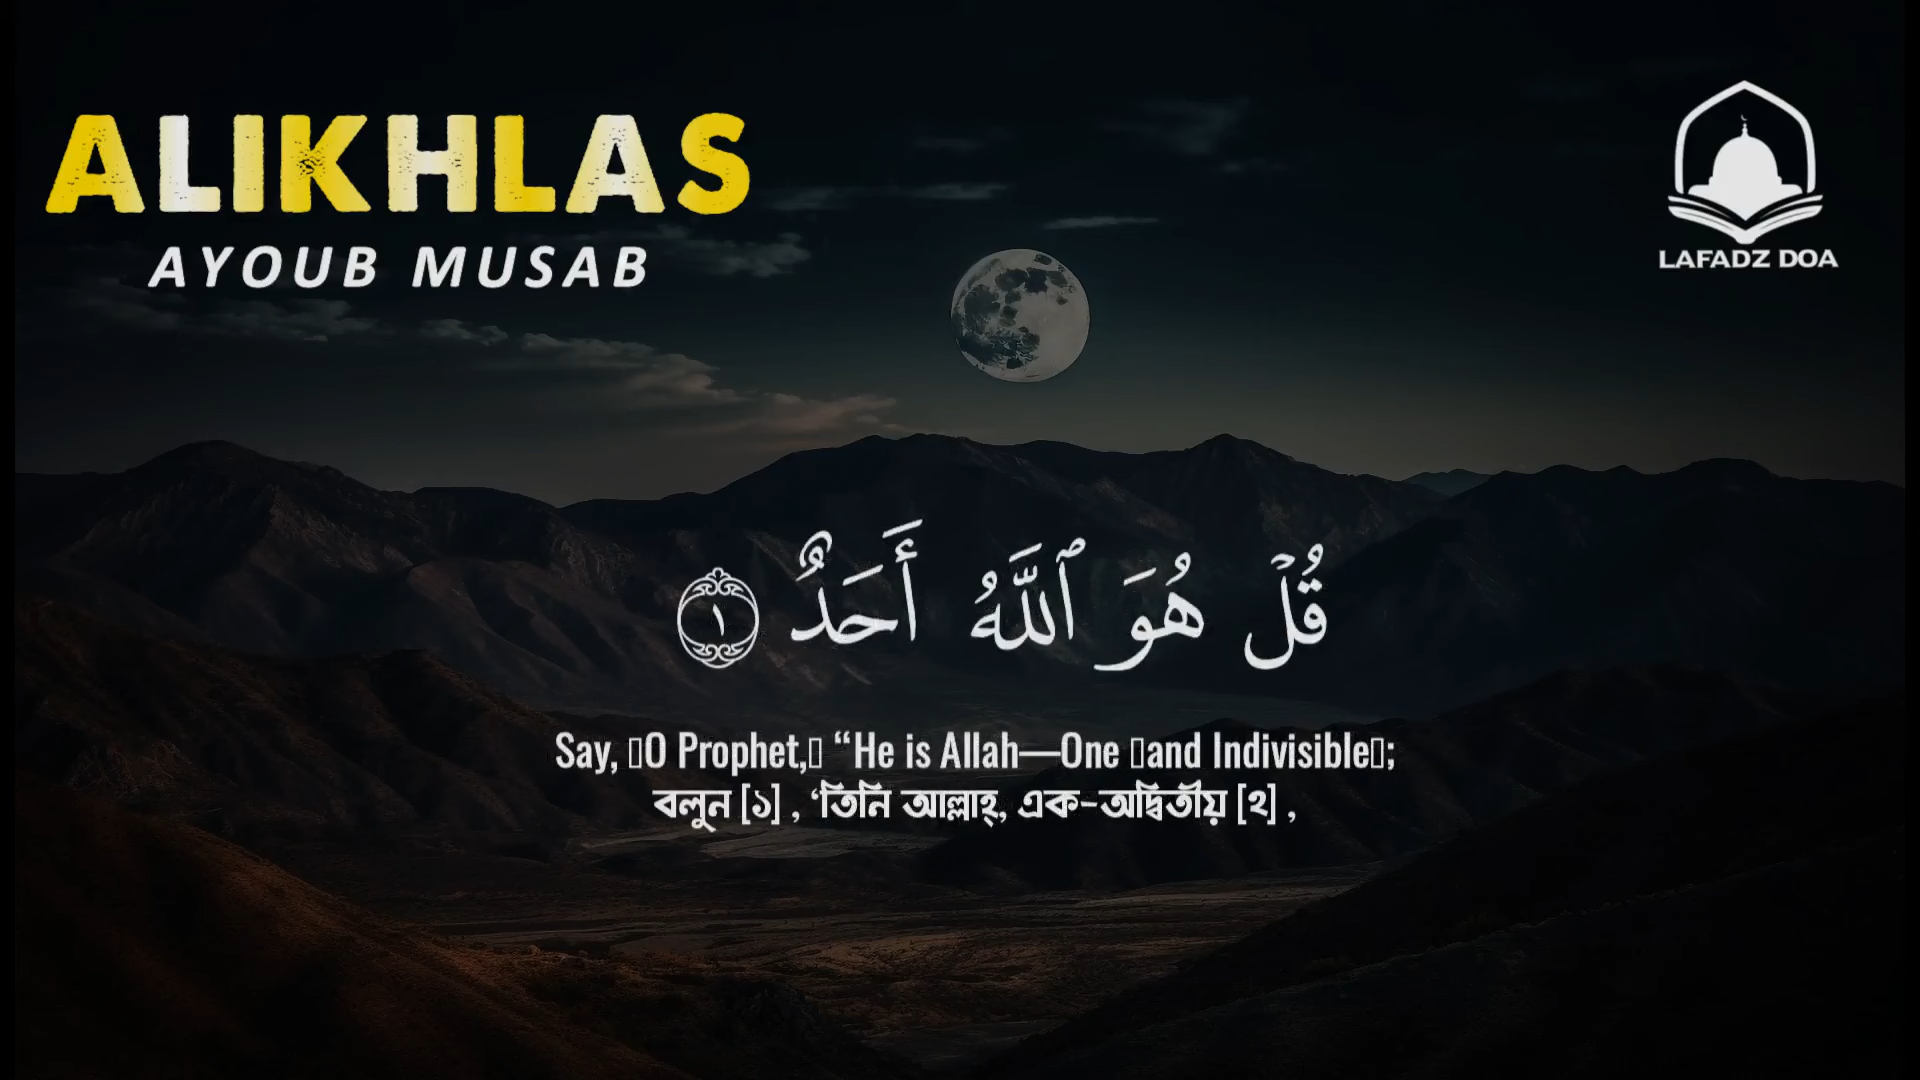 ALIKHLAS
AYOUB MUSAB
LAFADZ DOA
قُلۡ هُوَ ٱللَّهُ أَحَدٌ ١
Say, ▯O Prophet,▯ “He is Allah—One ▯and Indivisible▯;
বলুন [১] , ‘তিনি আল্লাহ্, এক-অদ্বিতীয় [২] ,